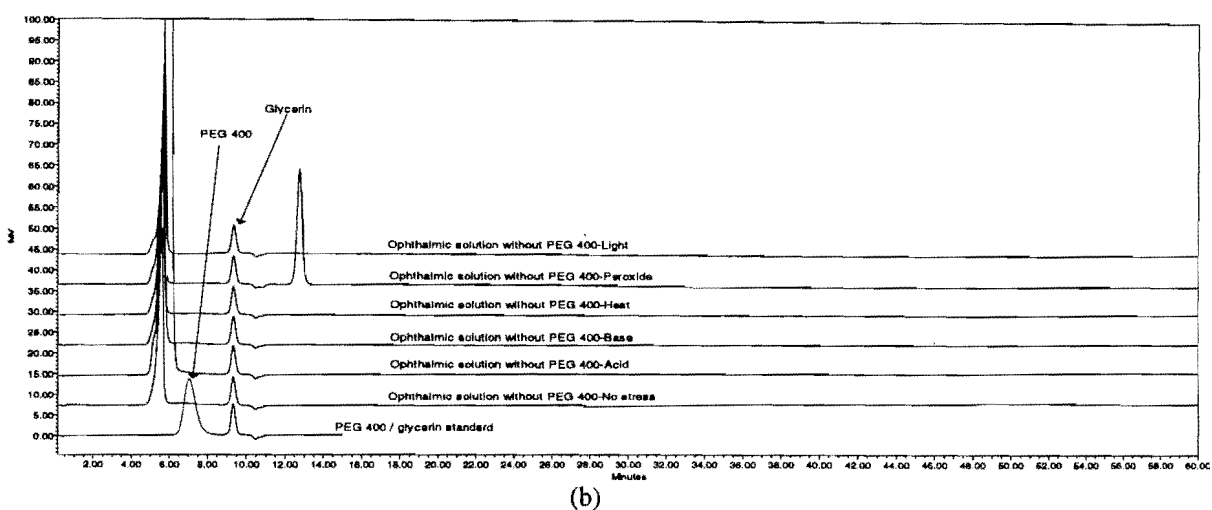 100.00
95.00
90.00
85.00
80.00
75.00
70.00
65.00
60.00
55.00
50.00
45.00
40.00
35.00
30.00
25.00
20.00
15.00
10.00
5.00
0.00
MV
Glycerin
PEG 400
Ophthalmic solution without PEG 400-Light
Ophthalmic solution without PEG 400-Peroxide
Ophthalmic solution without PEG 400-Heat
Ophthalmic solution without PEG 400-Base
Ophthalmic solution without PEG 400-Acid
Ophthalmic solution without PEG 400-No stress
PEG 400 / glycerin standard
2.00 4.00 6.00 8.00 10.00 12.00 14.00 16.00 18.00 20.00 22.00 24.00 26.00 28.00 30.00 32.00 34.00 36.00 38.00 40.00 42.00 44.00 46.00 48.00 50.00 52.00 54.00 56.00 58.00 60.00
Minutes
(b)